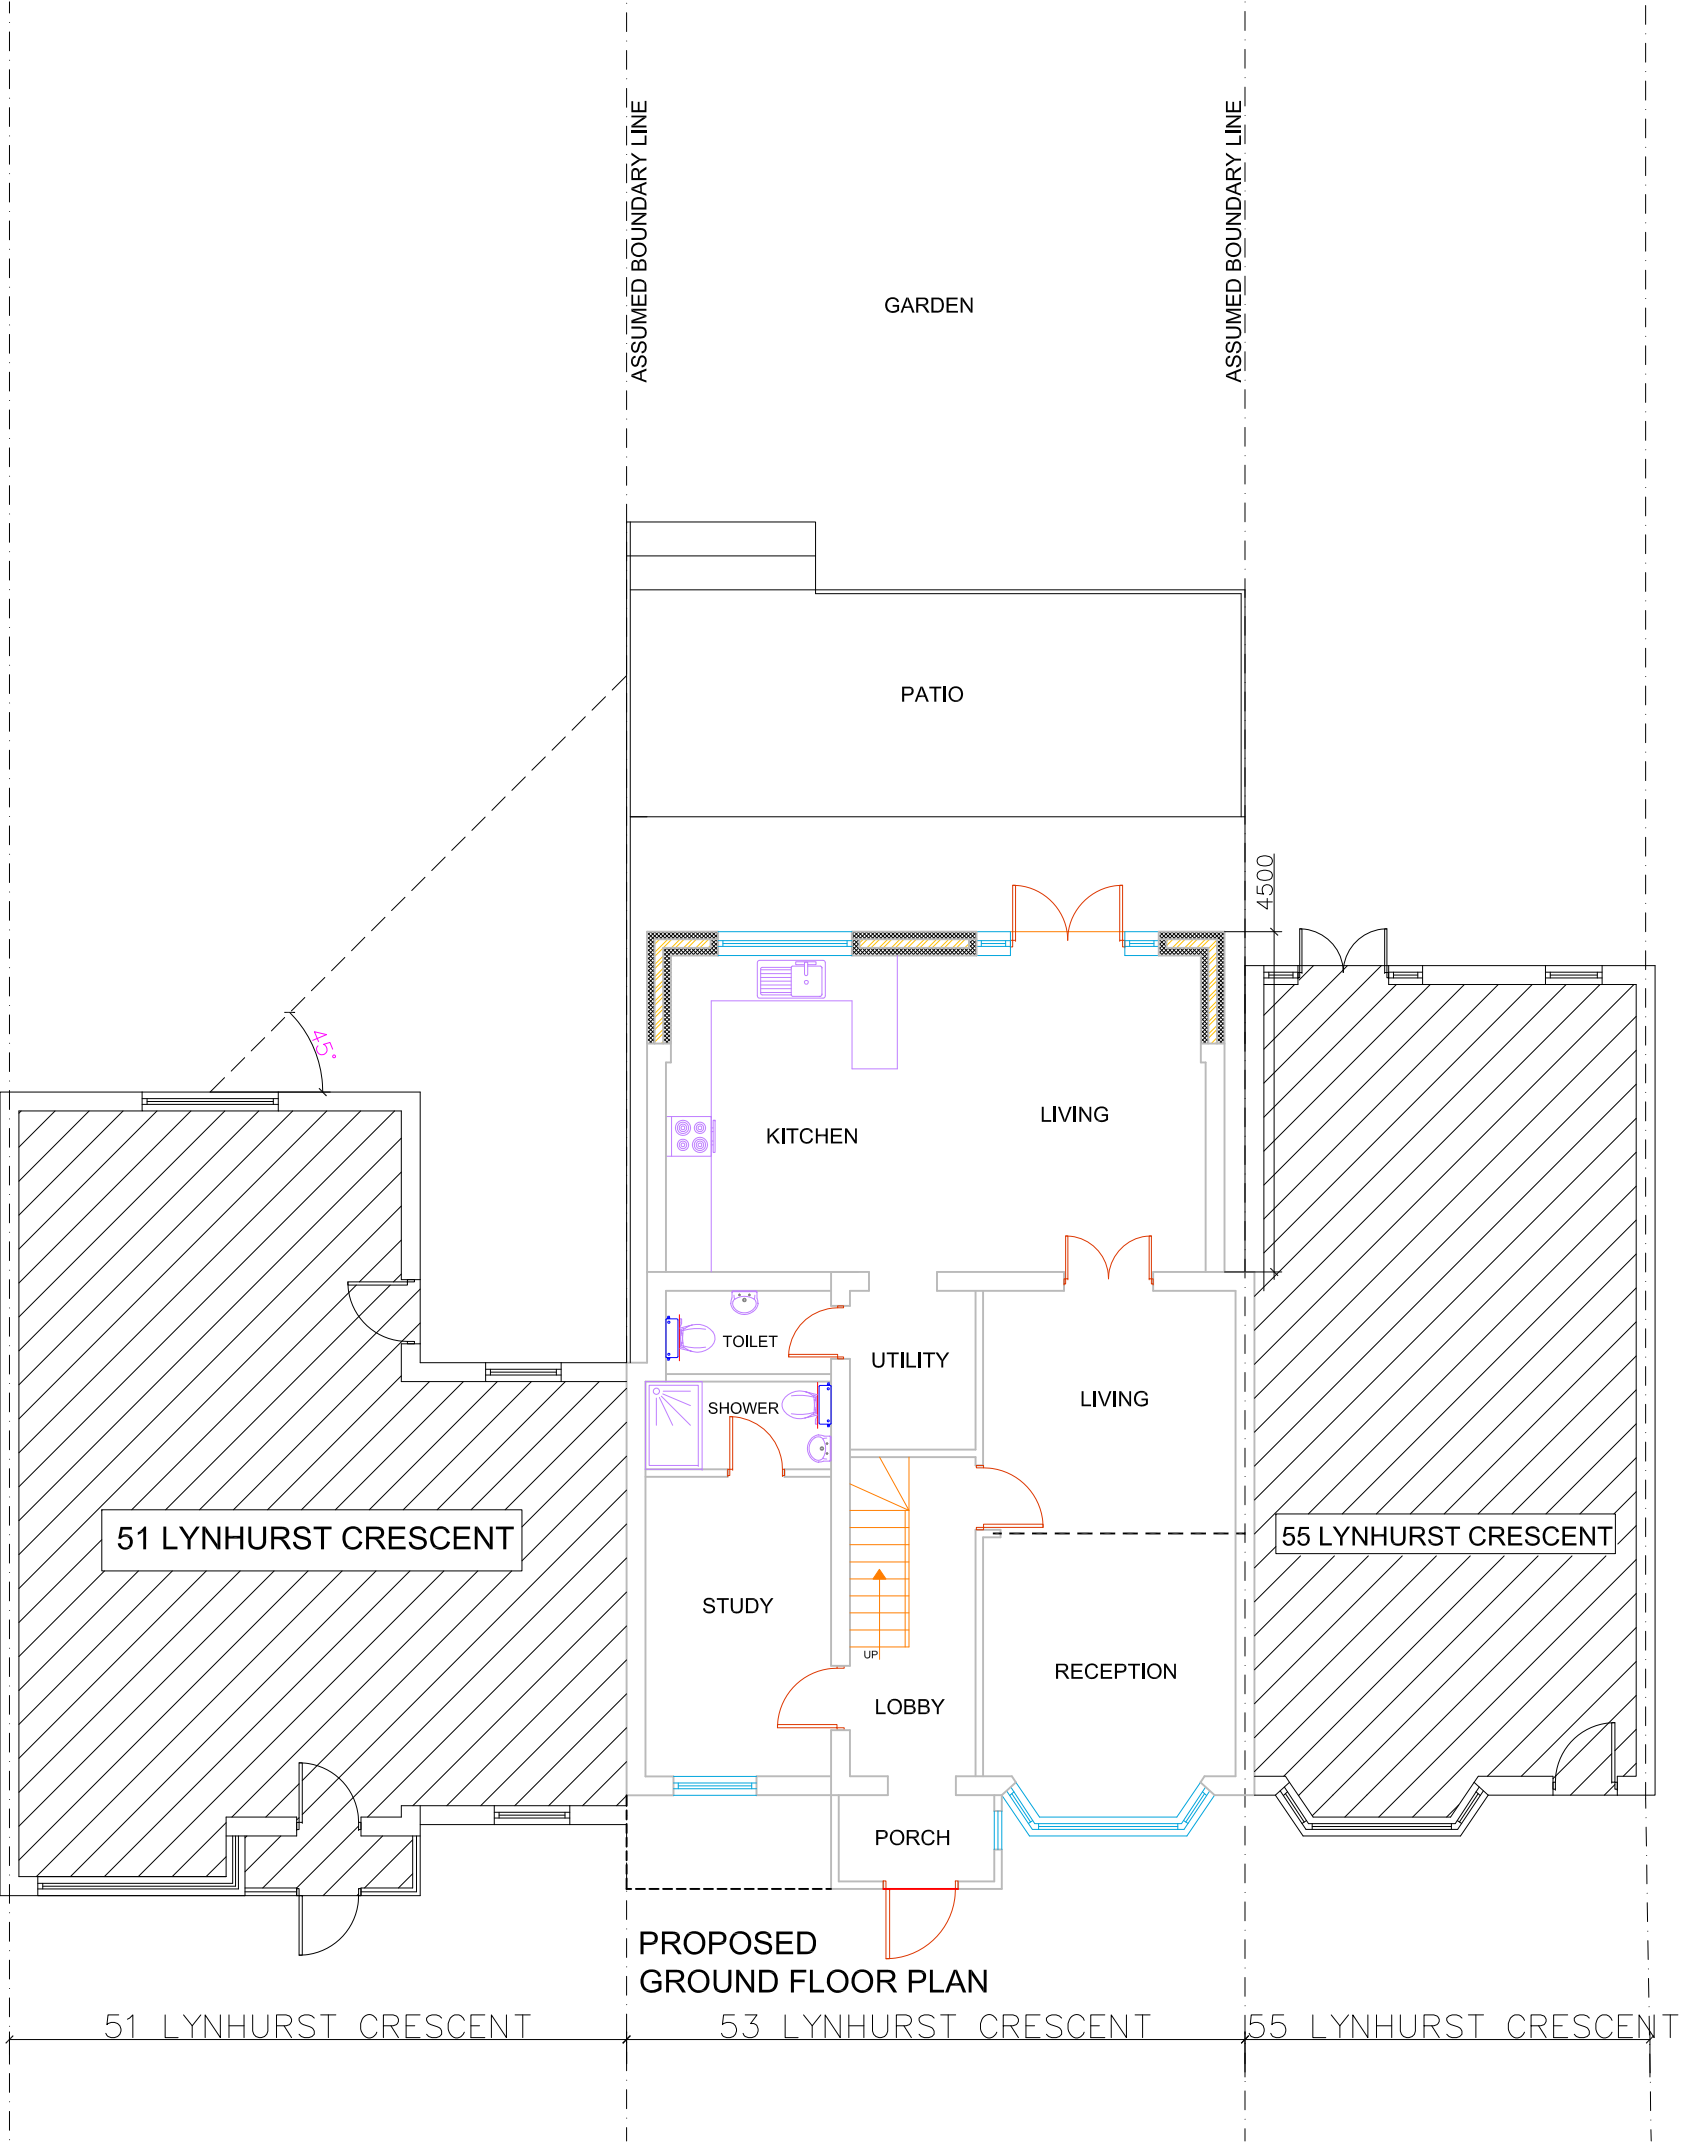 ASSUMED BOUNDARY LINE
ASSUMED BOUNDARY LINE
GARDEN
PATIO
4500
45°
KITCHEN
LIVING
TOILET
UTILITY
SHOWER
LIVING
51 LYNHURST CRESCENT
55 LYNHURST CRESCENT
STUDY
UP
RECEPTION
LOBBY
PORCH
PROPOSED
GROUND FLOOR PLAN
51 LYNHURST CRESCENT
53 LYNHURST CRESCENT
55 LYNHURST CRESCENT